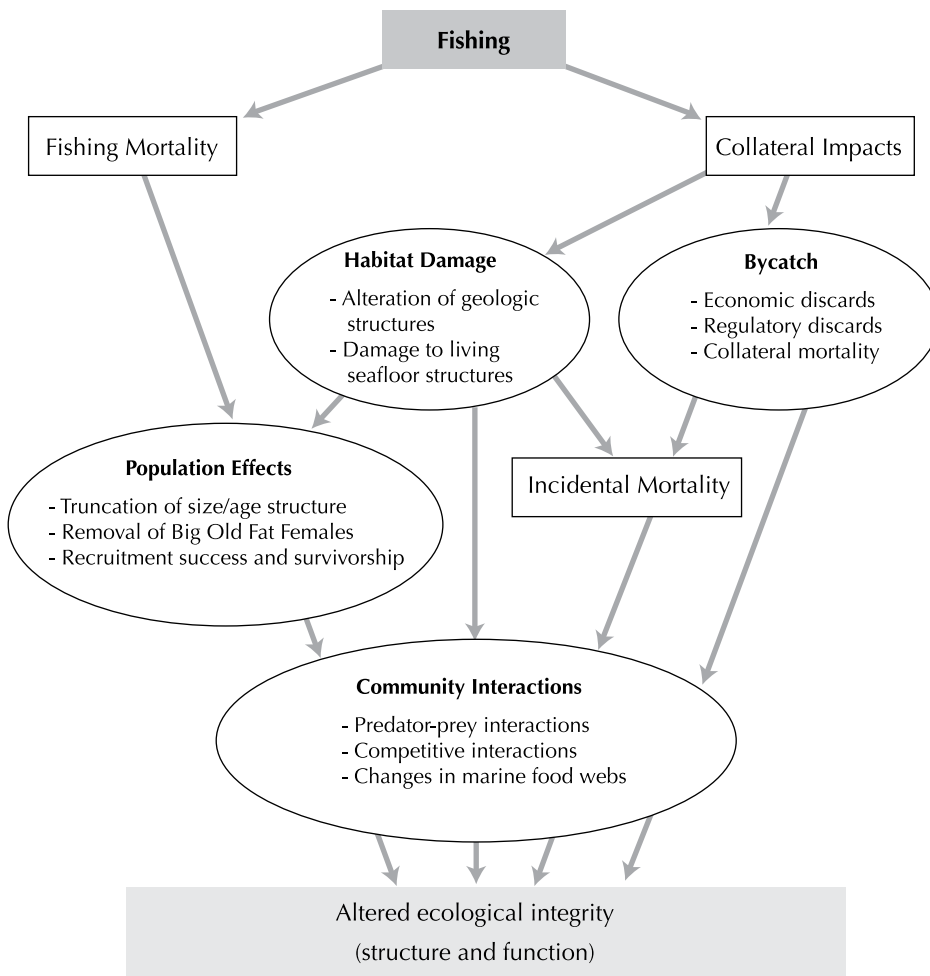 Fishing
Fishing Mortality
Collateral Impacts
Habitat Damage
- Alteration of geologic
structures
- Damage to living
seafloor structures
Bycatch
- Economic discards
- Regulatory discards
- Collateral mortality
Population Effects
- Truncation of size/age structure
- Removal of Big Old Fat Females
- Recruitment success and survivorship
Incidental Mortality
Community Interactions
- Predator-prey interactions
- Competitive interactions
- Changes in marine food webs
Altered ecological integrity
(structure and function)